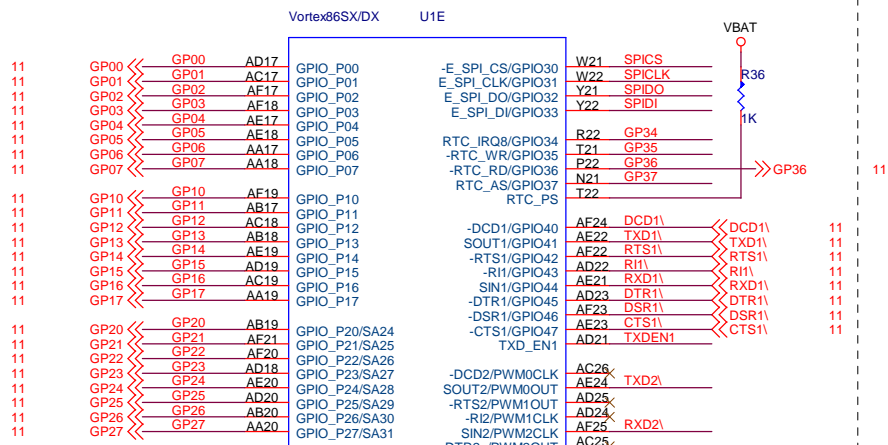 Vortex86SX/DX U1E
VBAT
R36
1K
11 GP00 GP00 AD17 GPIO_P00
11 GP01 GP01 AC17 GPIO_P01
11 GP02 GP02 AF17 GPIO_P02
11 GP03 GP03 AF18 GPIO_P03
11 GP04 GP04 AE17 GPIO_P04
11 GP05 GP05 AE18 GPIO_P05
11 GP06 GP06 AA17 GPIO_P06
11 GP07 GP07 AA18 GPIO_P07
11 GP10 GP10 AF19 GPIO_P10
11 GP11 GP11 AB17 GPIO_P11
11 GP12 GP12 AC18 GPIO_P12
11 GP13 GP13 AB18 GPIO_P13
11 GP14 GP14 AE19 GPIO_P14
11 GP15 GP15 AD19 GPIO_P15
11 GP16 GP16 AC19 GPIO_P16
11 GP17 GP17 AA19 GPIO_P17
11 GP20 GP20 AB19 GPIO_P20/SA24
11 GP21 GP21 AF21 GPIO_P21/SA25
11 GP22 GP22 AF20 GPIO_P22/SA26
11 GP23 GP23 AD18 GPIO_P23/SA27
11 GP24 GP24 AE20 GPIO_P24/SA28
11 GP25 GP25 AD20 GPIO_P25/SA29
11 GP26 GP26 AB20 GPIO_P26/SA30
11 GP27 GP27 AA20 GPIO_P27/SA31
-E_SPI_CS/GPIO30 W21 SPICS
E_SPI_CLK/GPIO31 W22 SPICLK
E_SPI_DO/GPIO32 Y21 SPIDO
E_SPI_DI/GPIO33 Y22 SPIDI
RTC_IRQ8/GPIO34 R22 GP34
-RTC_WR/GPIO35 T21 GP35
-RTC_RD/GPIO36 P22 GP36 GP36 11
RTC_AS/GPIO37 N21 GP37
RTC_PS T22
-DCD1/GPIO40 AF24 DCD1\ DCD1\ 11
SOUT1/GPIO41 AE22 TXD1\ TXD1\ 11
-RTS1/GPIO42 AF22 RTS1\ RTS1\ 11
-RI1/GPIO43 AD22 RI1\ RI1\ 11
SIN1/GPIO44 AE21 RXD1\ RXD1\ 11
-DTR1/GPIO45 AD23 DTR1\ DTR1\ 11
-DSR1/GPIO46 AF23 DSR1\ DSR1\ 11
-CTS1/GPIO47 AE23 CTS1\ CTS1\ 11
TXD_EN1 AD21 TXDEN1
-DCD2/PWM0CLK AC26
SOUT2/PWM0OUT AE24 TXD2\
-RTS2/PWM1OUT AD25
-RI2/PWM1CLK AD24
SIN2/PWM2CLK AF25 RXD2\
AC25